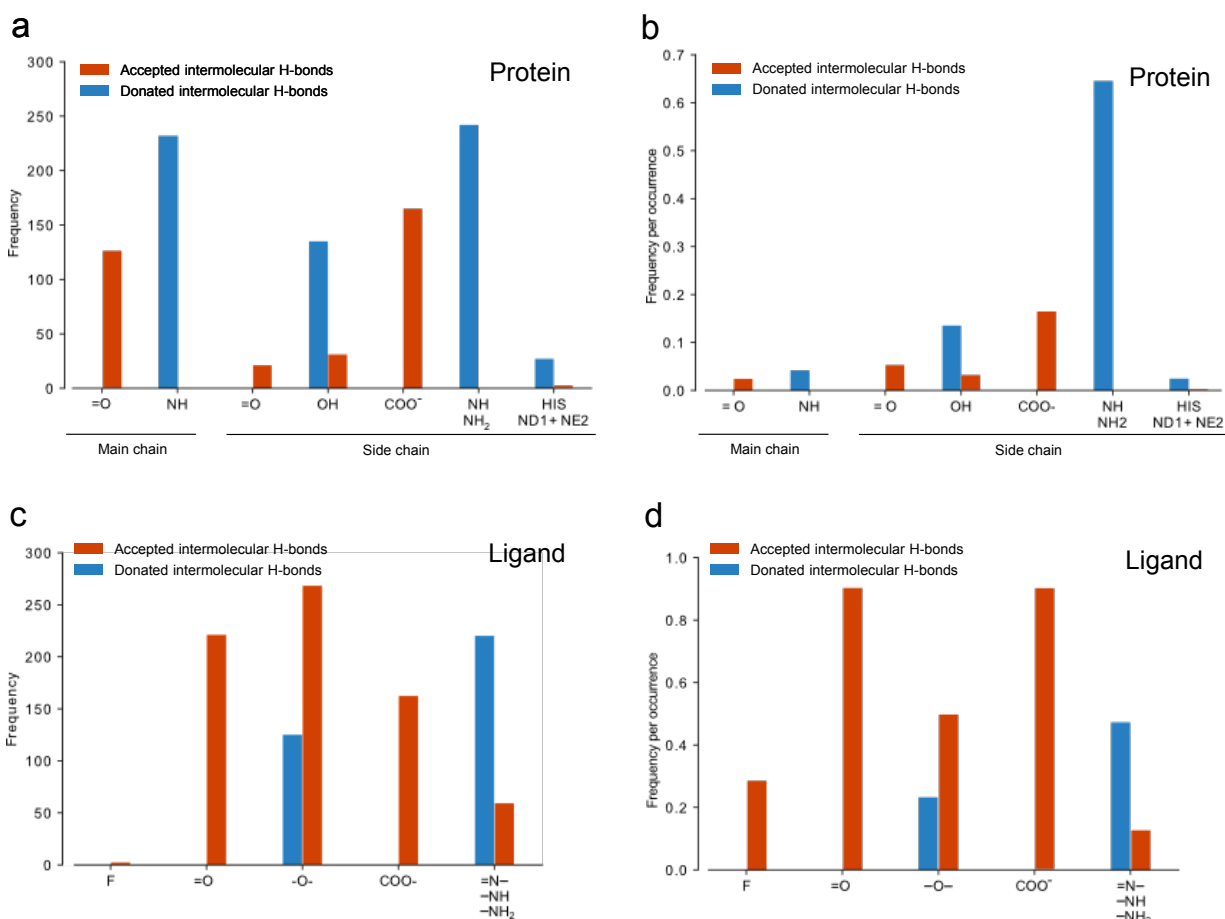 a
Accepted intermolecular H-bonds
Donated intermolecular H-bonds
Protein
Frequency
300
250
200
150
100
50
0
=O NH =O OH COO⁻ NH HIS
NH₂ ND1+ NE2
Main chain Side chain
b
Accepted intermolecular H-bonds
Donated intermolecular H-bonds
Protein
Frequency per occurrence
0.7
0.6
0.5
0.4
0.3
0.2
0.1
0.0
= O NH = O OH COO- NH HIS
NH2 ND1+ NE2
Main chain Side chain
c
Accepted intermolecular H-bonds
Donated intermolecular H-bonds
Ligand
Frequency
300
250
200
150
100
50
0
F =O -O- COO- =N–
–NH
–NH₂
d
Accepted intermolecular H-bonds
Donated intermolecular H-bonds
Ligand
Frequency per occurrence
1.0
0.8
0.6
0.4
0.2
0.0
F =O –O– COO⁻ =N–
–NH
–NH₂